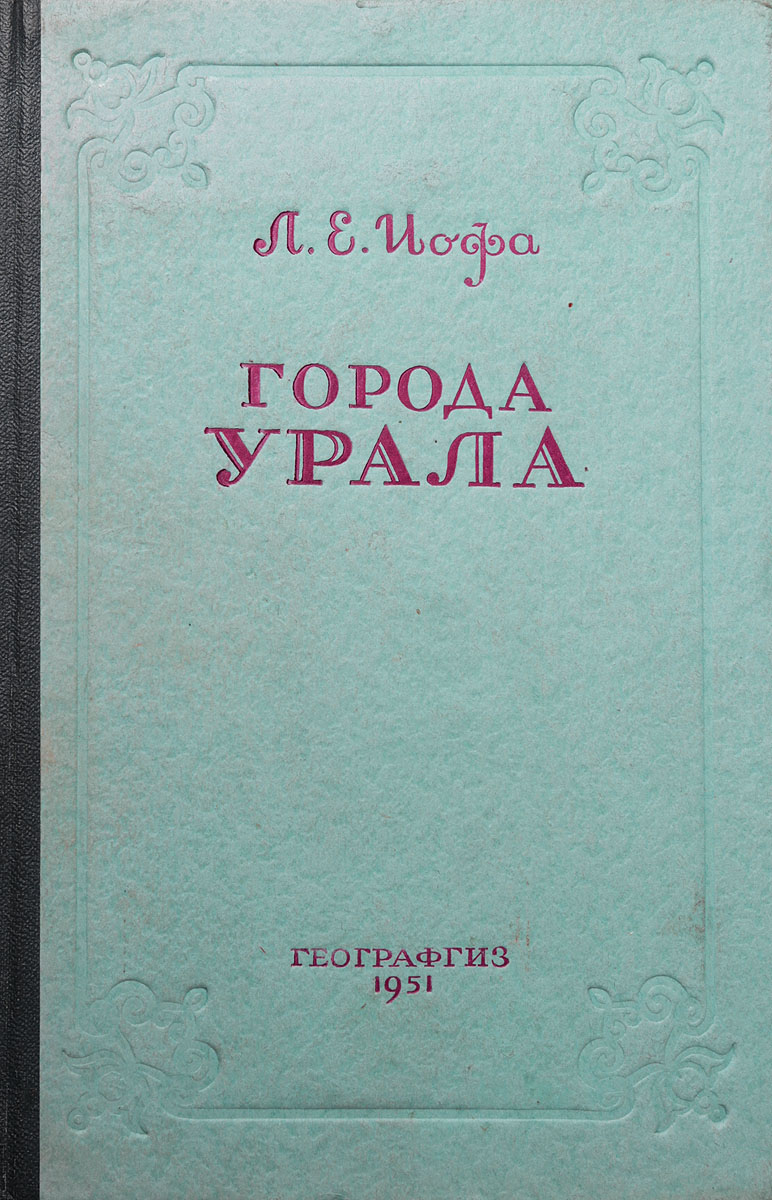 Л. Е. Иофа
ГОРОДА
УРАЛА
ГЕОГРАФГИЗ
1951